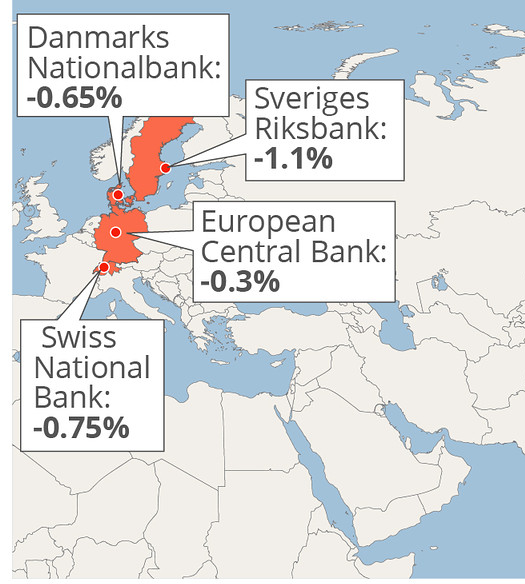 Danmarks
Nationalbank:
-0.65%
Sveriges
Riksbank:
-1.1%
European
Central Bank:
-0.3%
Swiss
National
Bank:
-0.75%